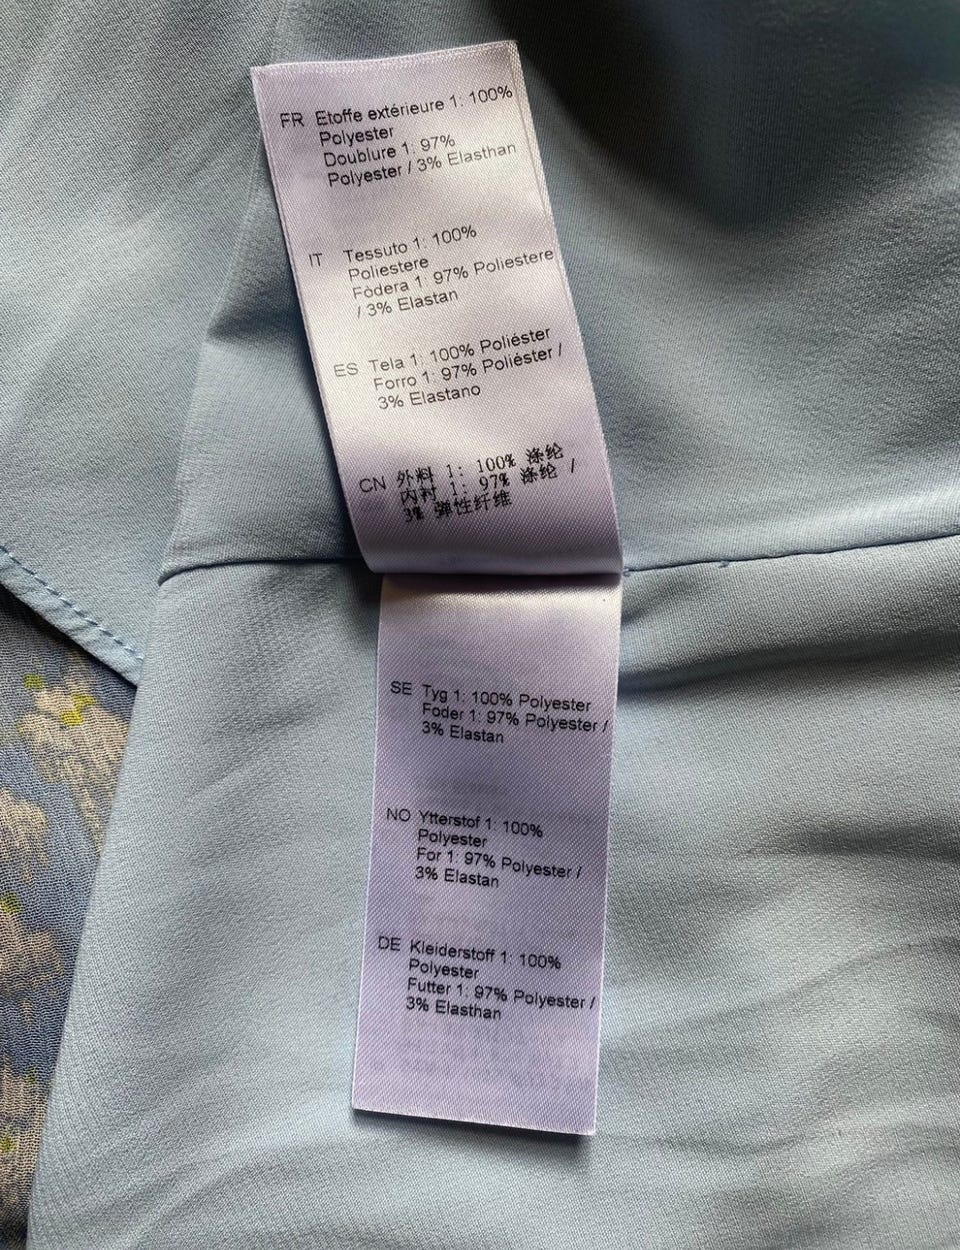 FR Etoffe extérieure 1: 100%
Polyester
Doublure 1: 97%
Polyester / 3% Elasthan
IT Tessuto 1: 100%
Poliestere
Fòdera 1: 97% Poliestere
/ 3% Elastan
ES Tela 1: 100% Poliéster
Forro 1: 97% Poliéster /
3% Elastano
CN 外料 1: 100% 涤纶
内衬 1: 97% 涤纶 /
3% 弹性纤维
SE Tyg 1: 100% Polyester
Foder 1: 97% Polyester /
3% Elastan
NO Ytterstof 1: 100%
Polyester
For 1: 97% Polyester /
3% Elastan
DE Kleiderstoff 1: 100%
Polyester
Futter 1: 97% Polyester /
3% Elasthan